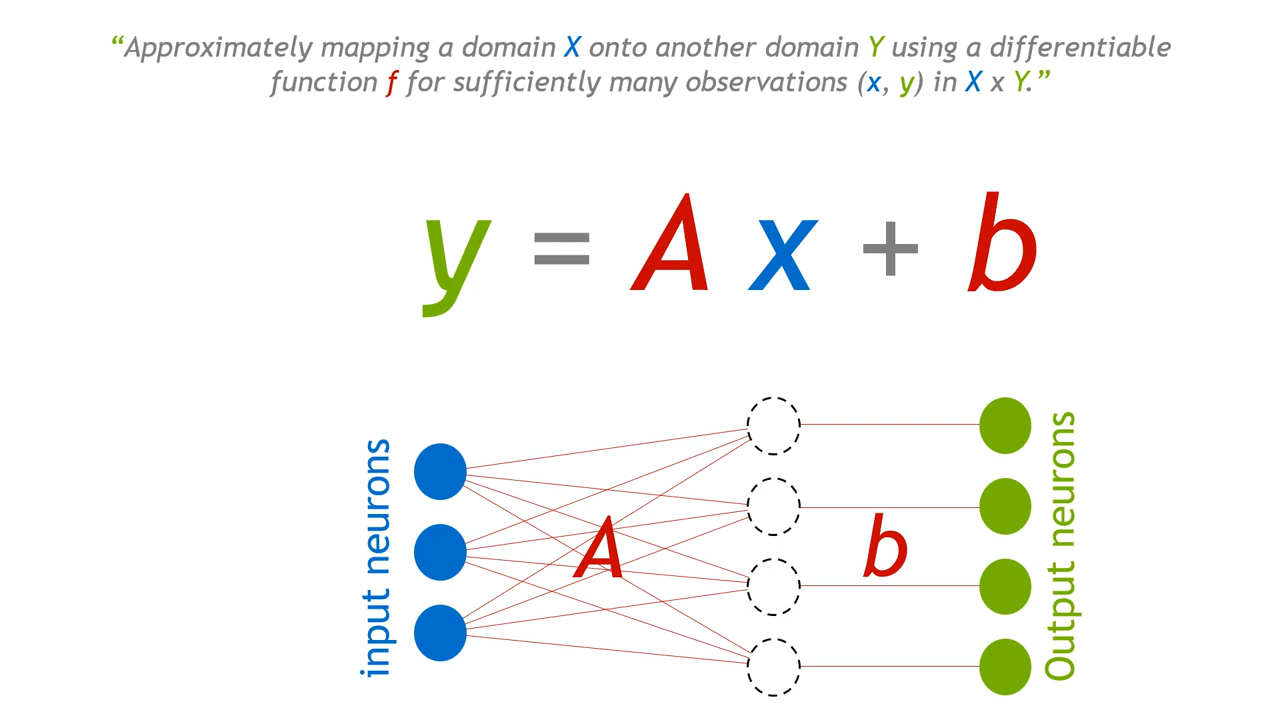 “Approximately mapping a domain X onto another domain Y using a differentiable
function f for sufficiently many observations (x, y) in X x Y.”
y = A x + b
input neurons
A
b
Output neurons